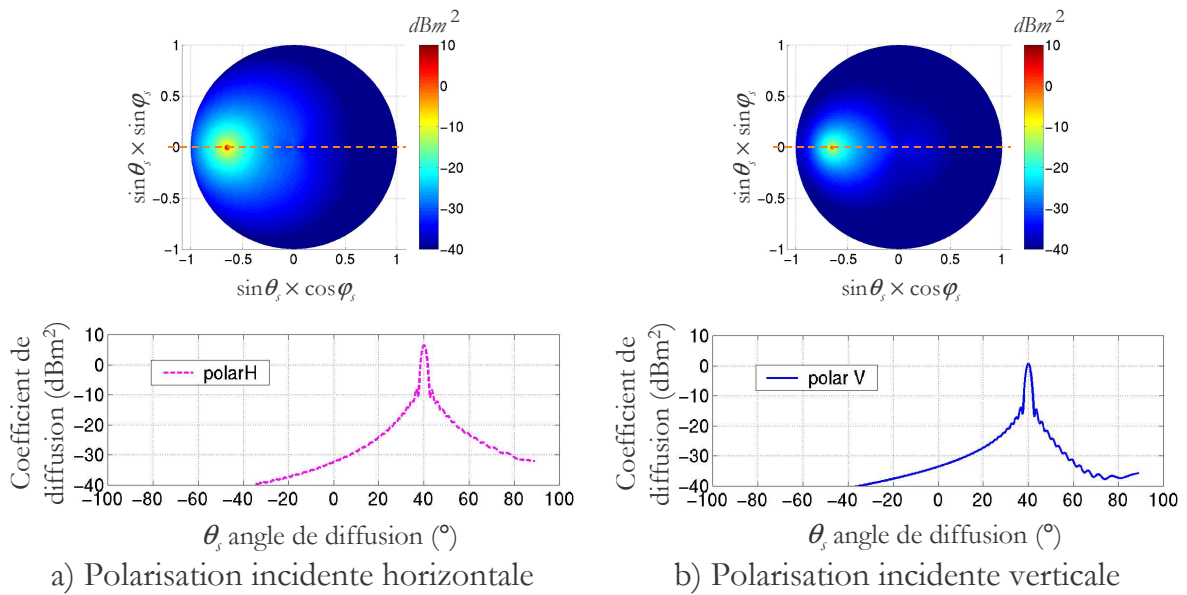 dBm²
dBm²
1
0.5
0
-0.5
-1
sinθₛ × sinφₛ
-1 -0.5 0 0.5 1
sinθₛ × cosφₛ
10
0
-10
-20
-30
-40
1
0.5
0
-0.5
-1
sinθₛ × sinφₛ
-1 -0.5 0 0.5 1
sinθₛ × cosφₛ
10
0
-10
-20
-30
-40
Coefficient de
diffusion (dBm²)
10
0
-10
-20
-30
-40
polarH
-100 -80 -60 -40 -20 0 20 40 60 80 100
θₛ angle de diffusion (°)
a) Polarisation incidente horizontale
Coefficient de
diffusion (dBm²)
10
0
-10
-20
-30
-40
polar V
-100 -80 -60 -40 -20 0 20 40 60 80 100
θₛ angle de diffusion (°)
b) Polarisation incidente verticale